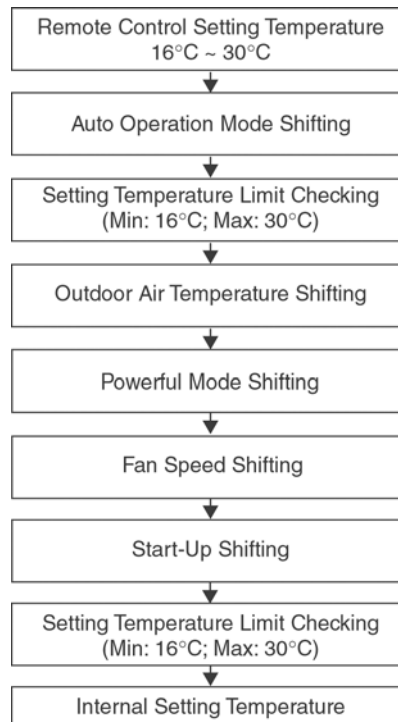 Remote Control Setting Temperature
16°C ~ 30°C
Auto Operation Mode Shifting
Setting Temperature Limit Checking
(Min: 16°C; Max: 30°C)
Outdoor Air Temperature Shifting
Powerful Mode Shifting
Fan Speed Shifting
Start-Up Shifting
Setting Temperature Limit Checking
(Min: 16°C; Max: 30°C)
Internal Setting Temperature